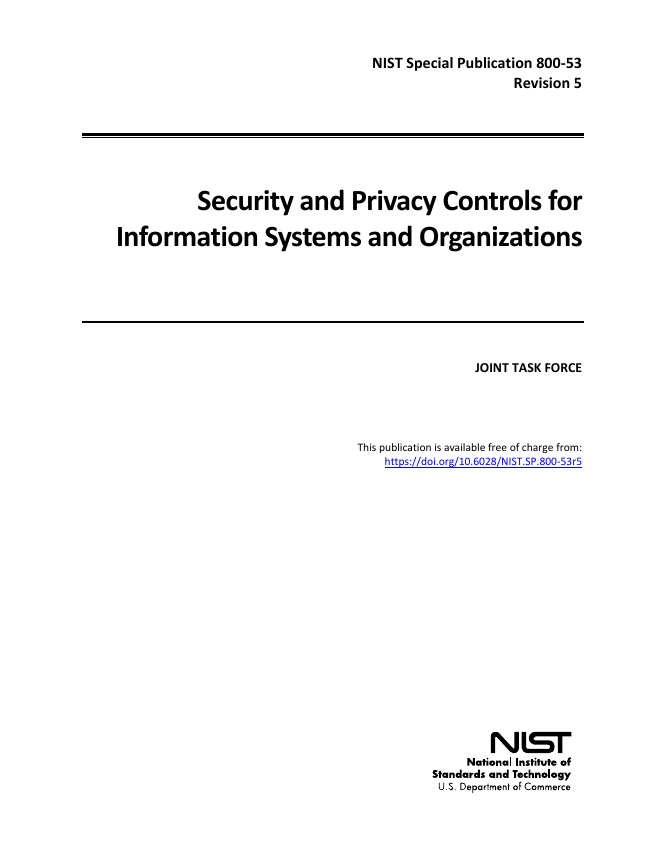 NIST Special Publication 800-53
Revision 5
Security and Privacy Controls for
Information Systems and Organizations
JOINT TASK FORCE
This publication is available free of charge from:
https://doi.org/10.6028/NIST.SP.800-53r5
NIST
National Institute of
Standards and Technology
U.S. Department of Commerce